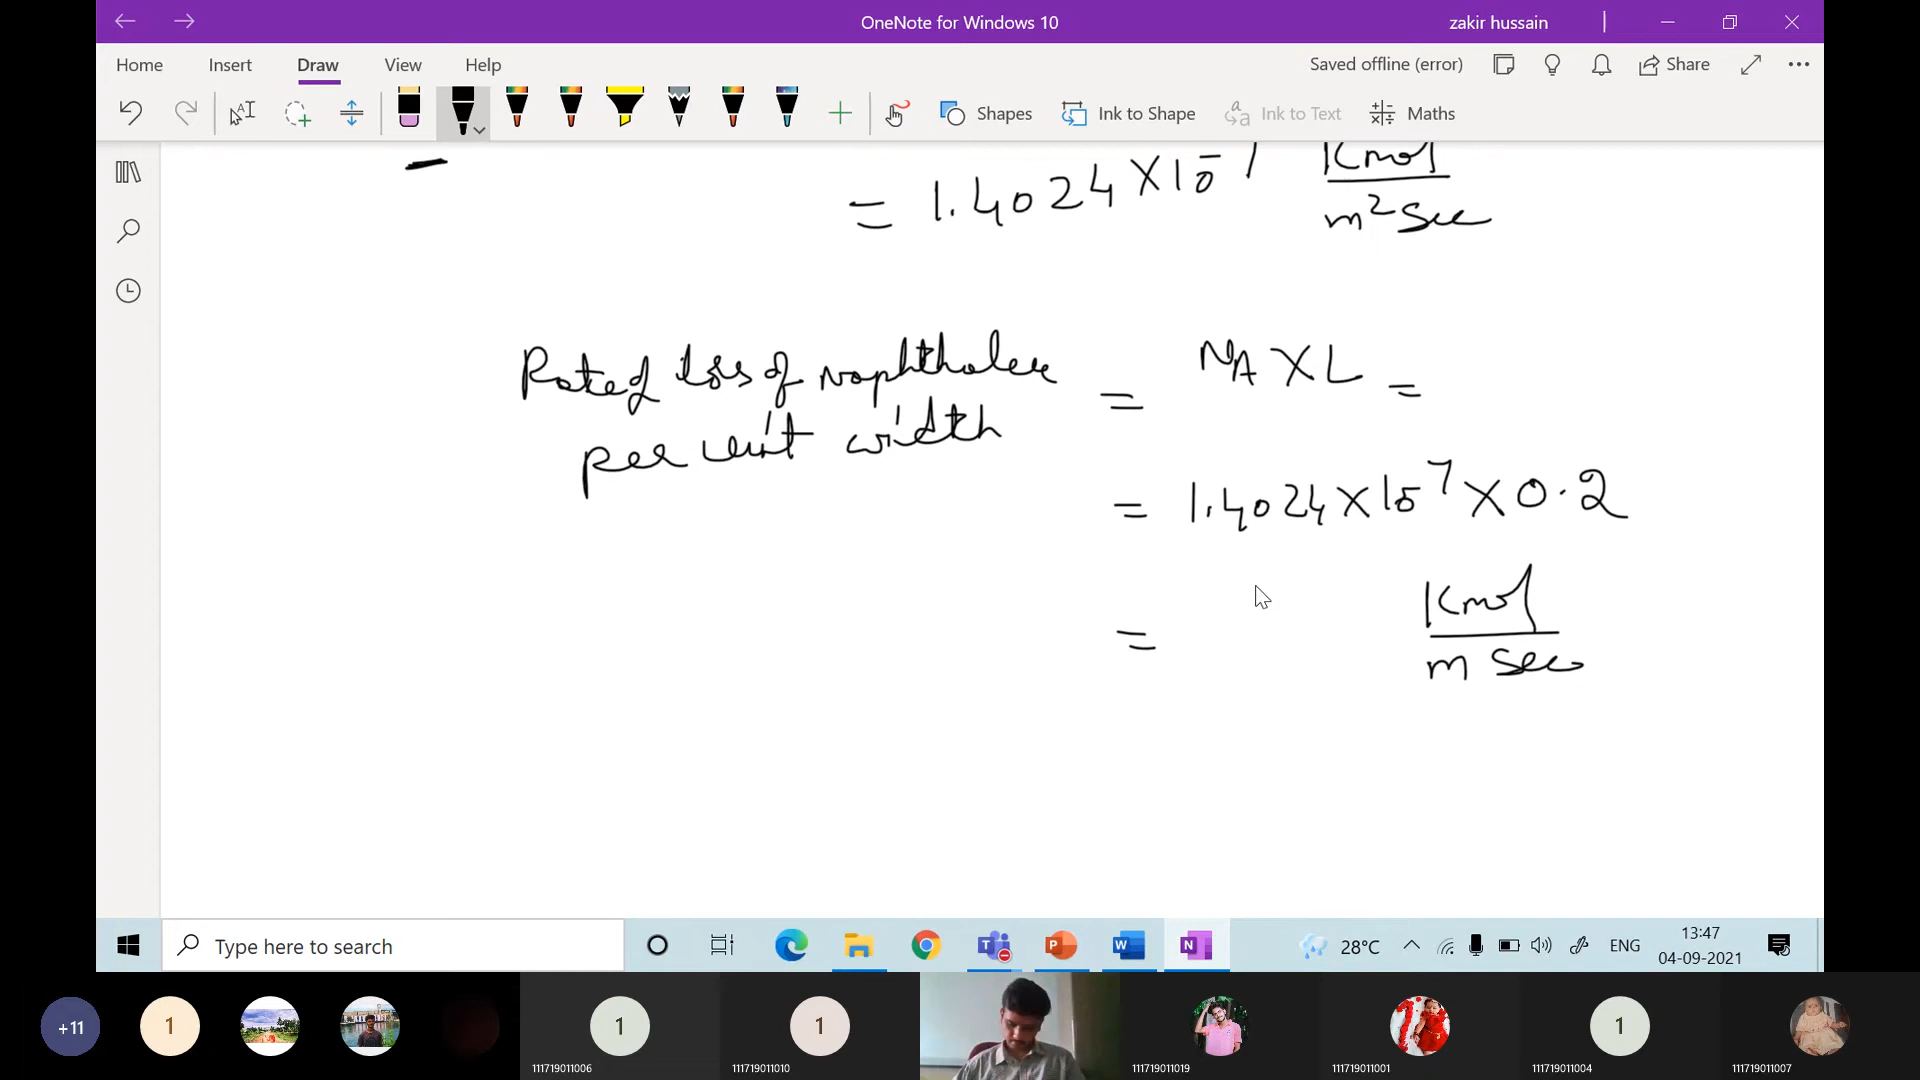 OneNote for Windows 10
zakir hussain
Home Insert Draw View Help
Saved offline (error) Share
Shapes Ink to Shape Ink to Text Maths
= 1.4024 X 10⁻⁷ Kmol
m² Sec
Rate of loss of Naphthalene
per unit width
= NA X L =
= 1.4024 X 10⁻⁷ X 0.2
= Kmol
m Sec
Type here to search
28°C
ENG
13:47
04-09-2021
+11
1
1
1
1
111719011006
111719011010
111719011019
111719011001
111719011004
111719011007